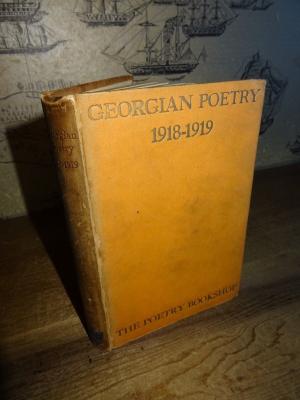 GEORGIAN POETRY
1918-1919
THE POETRY BOOKSHOP